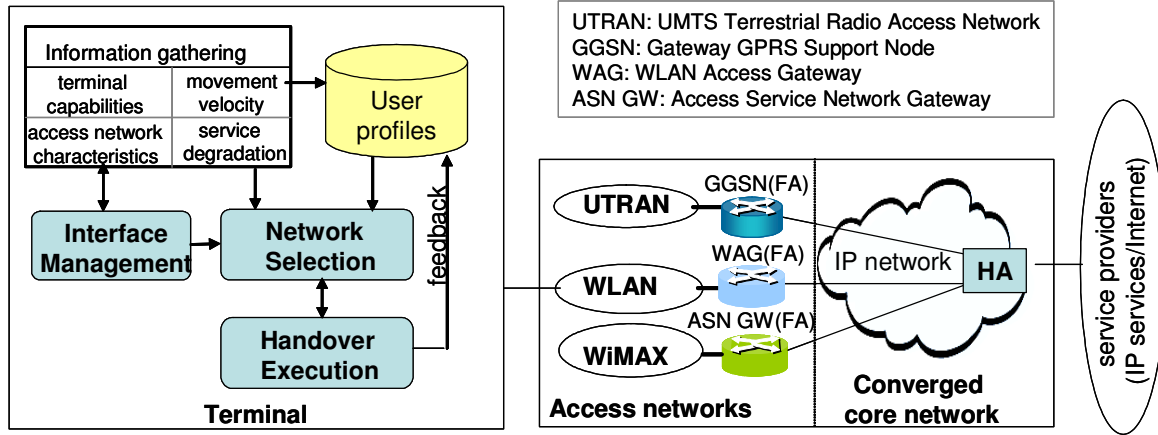 Information gathering
terminal
capabilities
movement
velocity
access network
characteristics
service
degradation
User
profiles
Interface
Management
Network
Selection
feedback
Handover
Execution
Terminal
UTRAN: UMTS Terrestrial Radio Access Network
GGSN: Gateway GPRS Support Node
WAG: WLAN Access Gateway
ASN GW: Access Service Network Gateway
UTRAN
GGSN(FA)
WLAN
WAG(FA)
WiMAX
ASN GW(FA)
Access networks
IP network
HA
Converged
core network
service providers
(IP services/Internet)